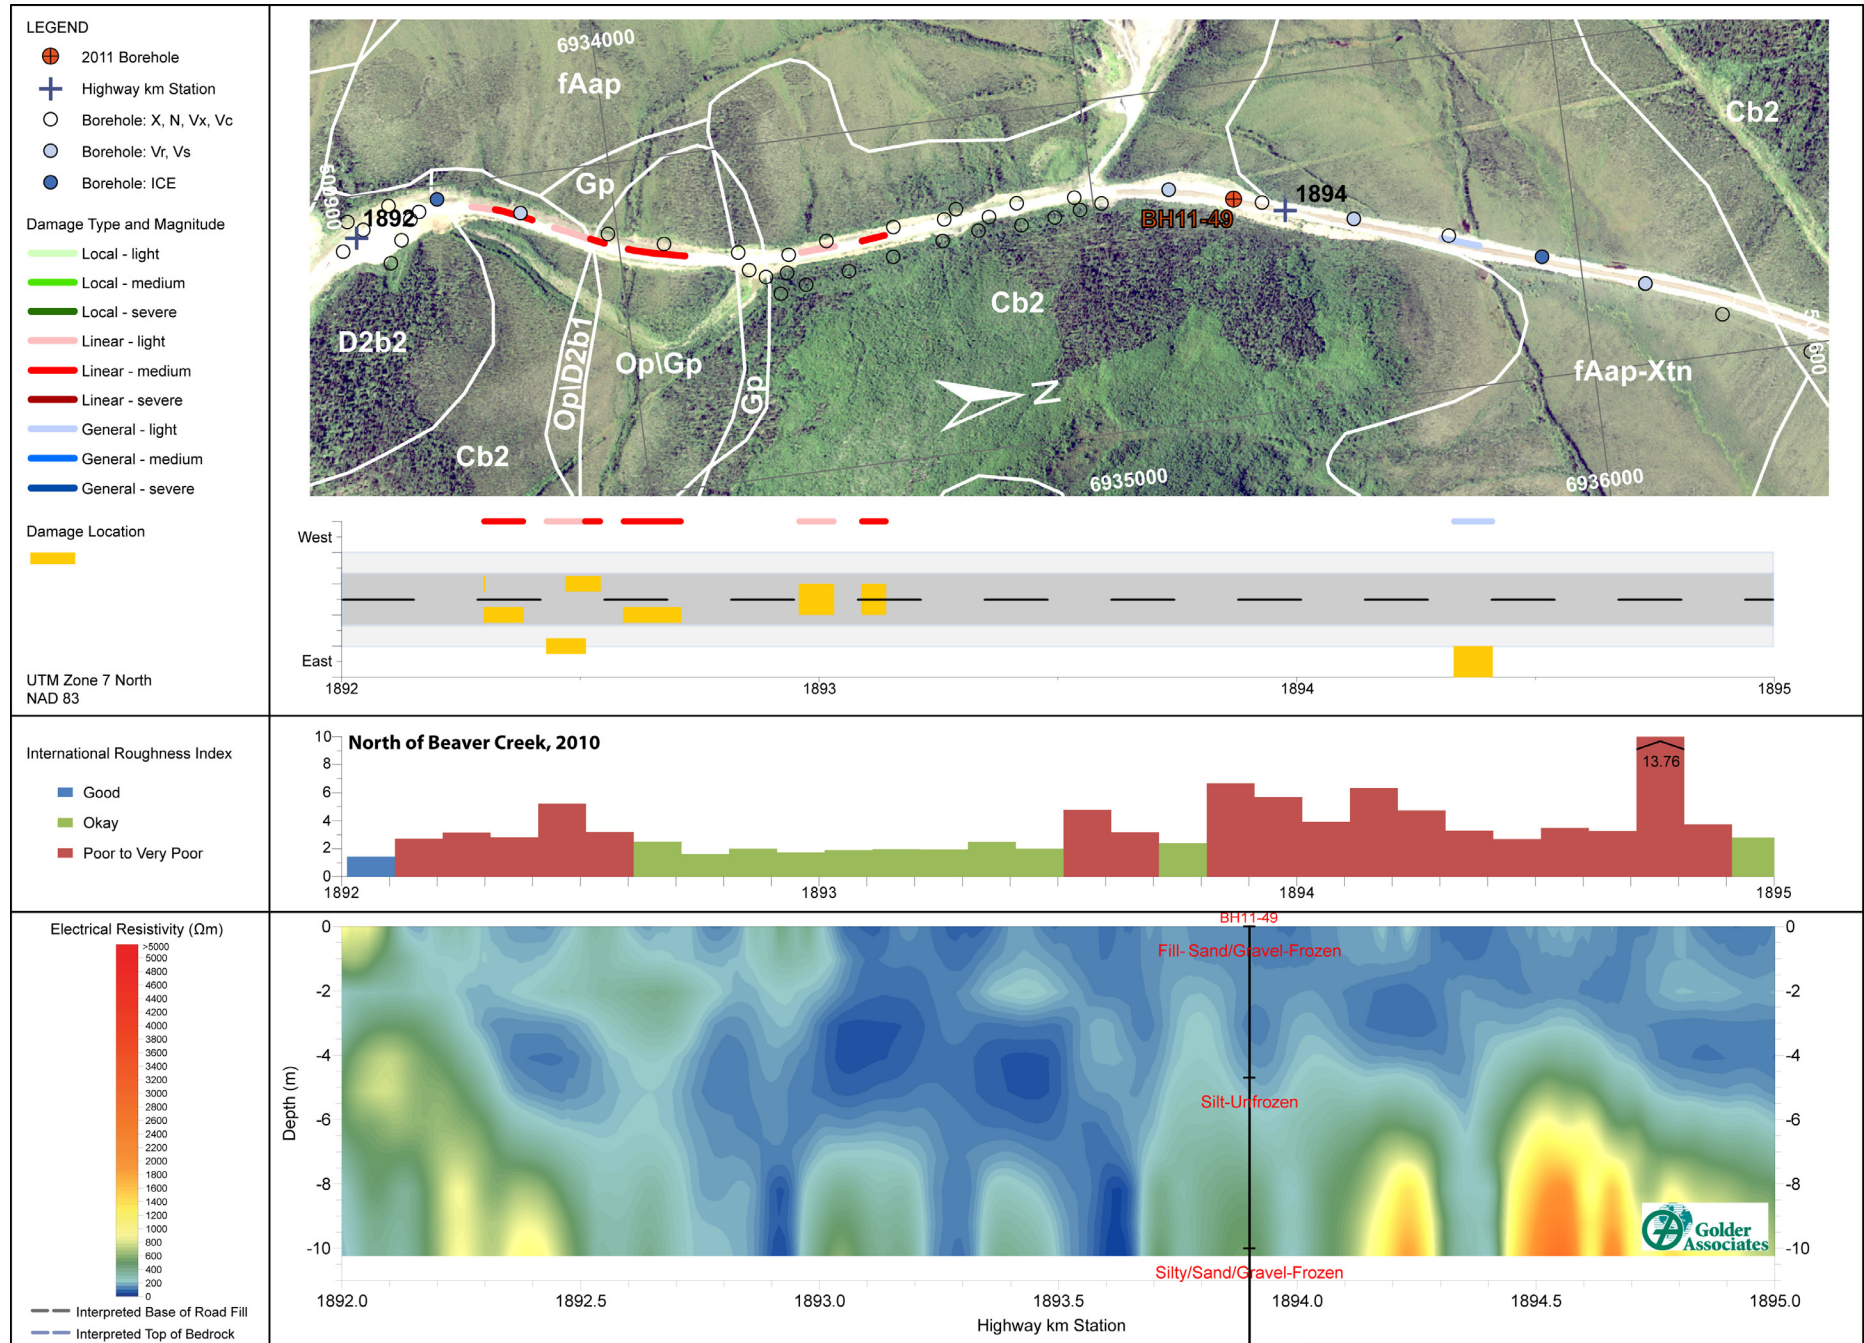 LEGEND
2011 Borehole
Highway km Station
Borehole: X, N, Vx, Vc
Borehole: Vr, Vs
Borehole: ICE
Damage Type and Magnitude
Local - light
Local - medium
Local - severe
Linear - light
Linear - medium
Linear - severe
General - light
General - medium
General - severe
Damage Location
UTM Zone 7 North
NAD 83
6934000
fAap
Cb2
Gp
1892
1894
BH11-49
D2b2
Cb2
Op\D2b1
Op\Gp
Gp
Cb2
N
fAap-Xtn
6935000
6936000
West
East
1892 1893 1894 1895
International Roughness Index
Good
Okay
Poor to Very Poor
North of Beaver Creek, 2010
10
8
6
4
2
0
13.76
1892 1893 1894 1895
Electrical Resistivity (Ωm)
>5000
5000
4800
4600
4400
4200
4000
3800
3600
3400
3200
3000
2800
2600
2400
2200
2000
1800
1600
1400
1200
1000
800
600
400
200
0
Interpreted Base of Road Fill
Interpreted Top of Bedrock
Depth (m)
0
-2
-4
-6
-8
-10
BH11-49
Fill- Sand/Gravel-Frozen
Silt-Unfrozen
Silty/Sand/Gravel-Frozen
0
-2
-4
-6
-8
-10
Golder
Associates
1892.0 1892.5 1893.0 1893.5 1894.0 1894.5 1895.0
Highway km Station